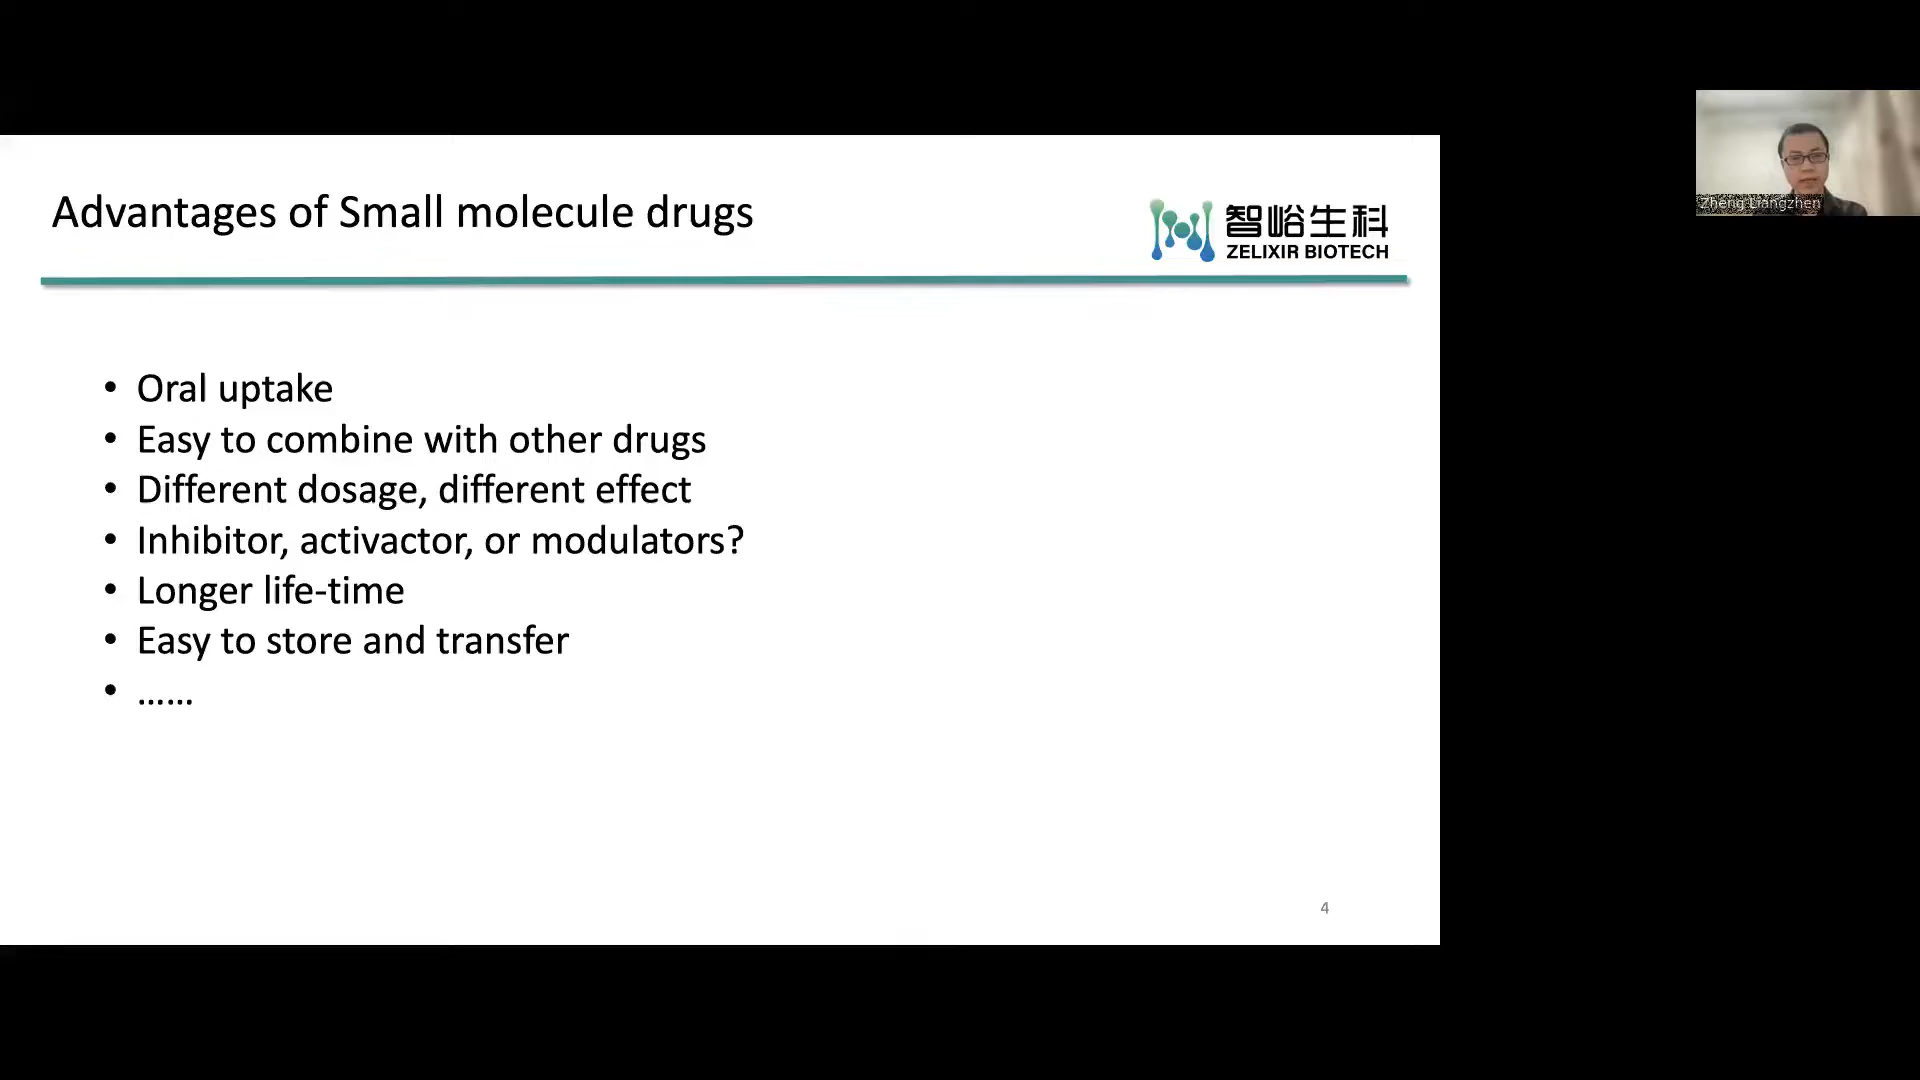 Advantages of Small molecule drugs
智峪生科
ZELIXIR BIOTECH
Zheng Liangzhen
• Oral uptake
• Easy to combine with other drugs
• Different dosage, different effect
• Inhibitor, activactor, or modulators?
• Longer life-time
• Easy to store and transfer
• ......
4